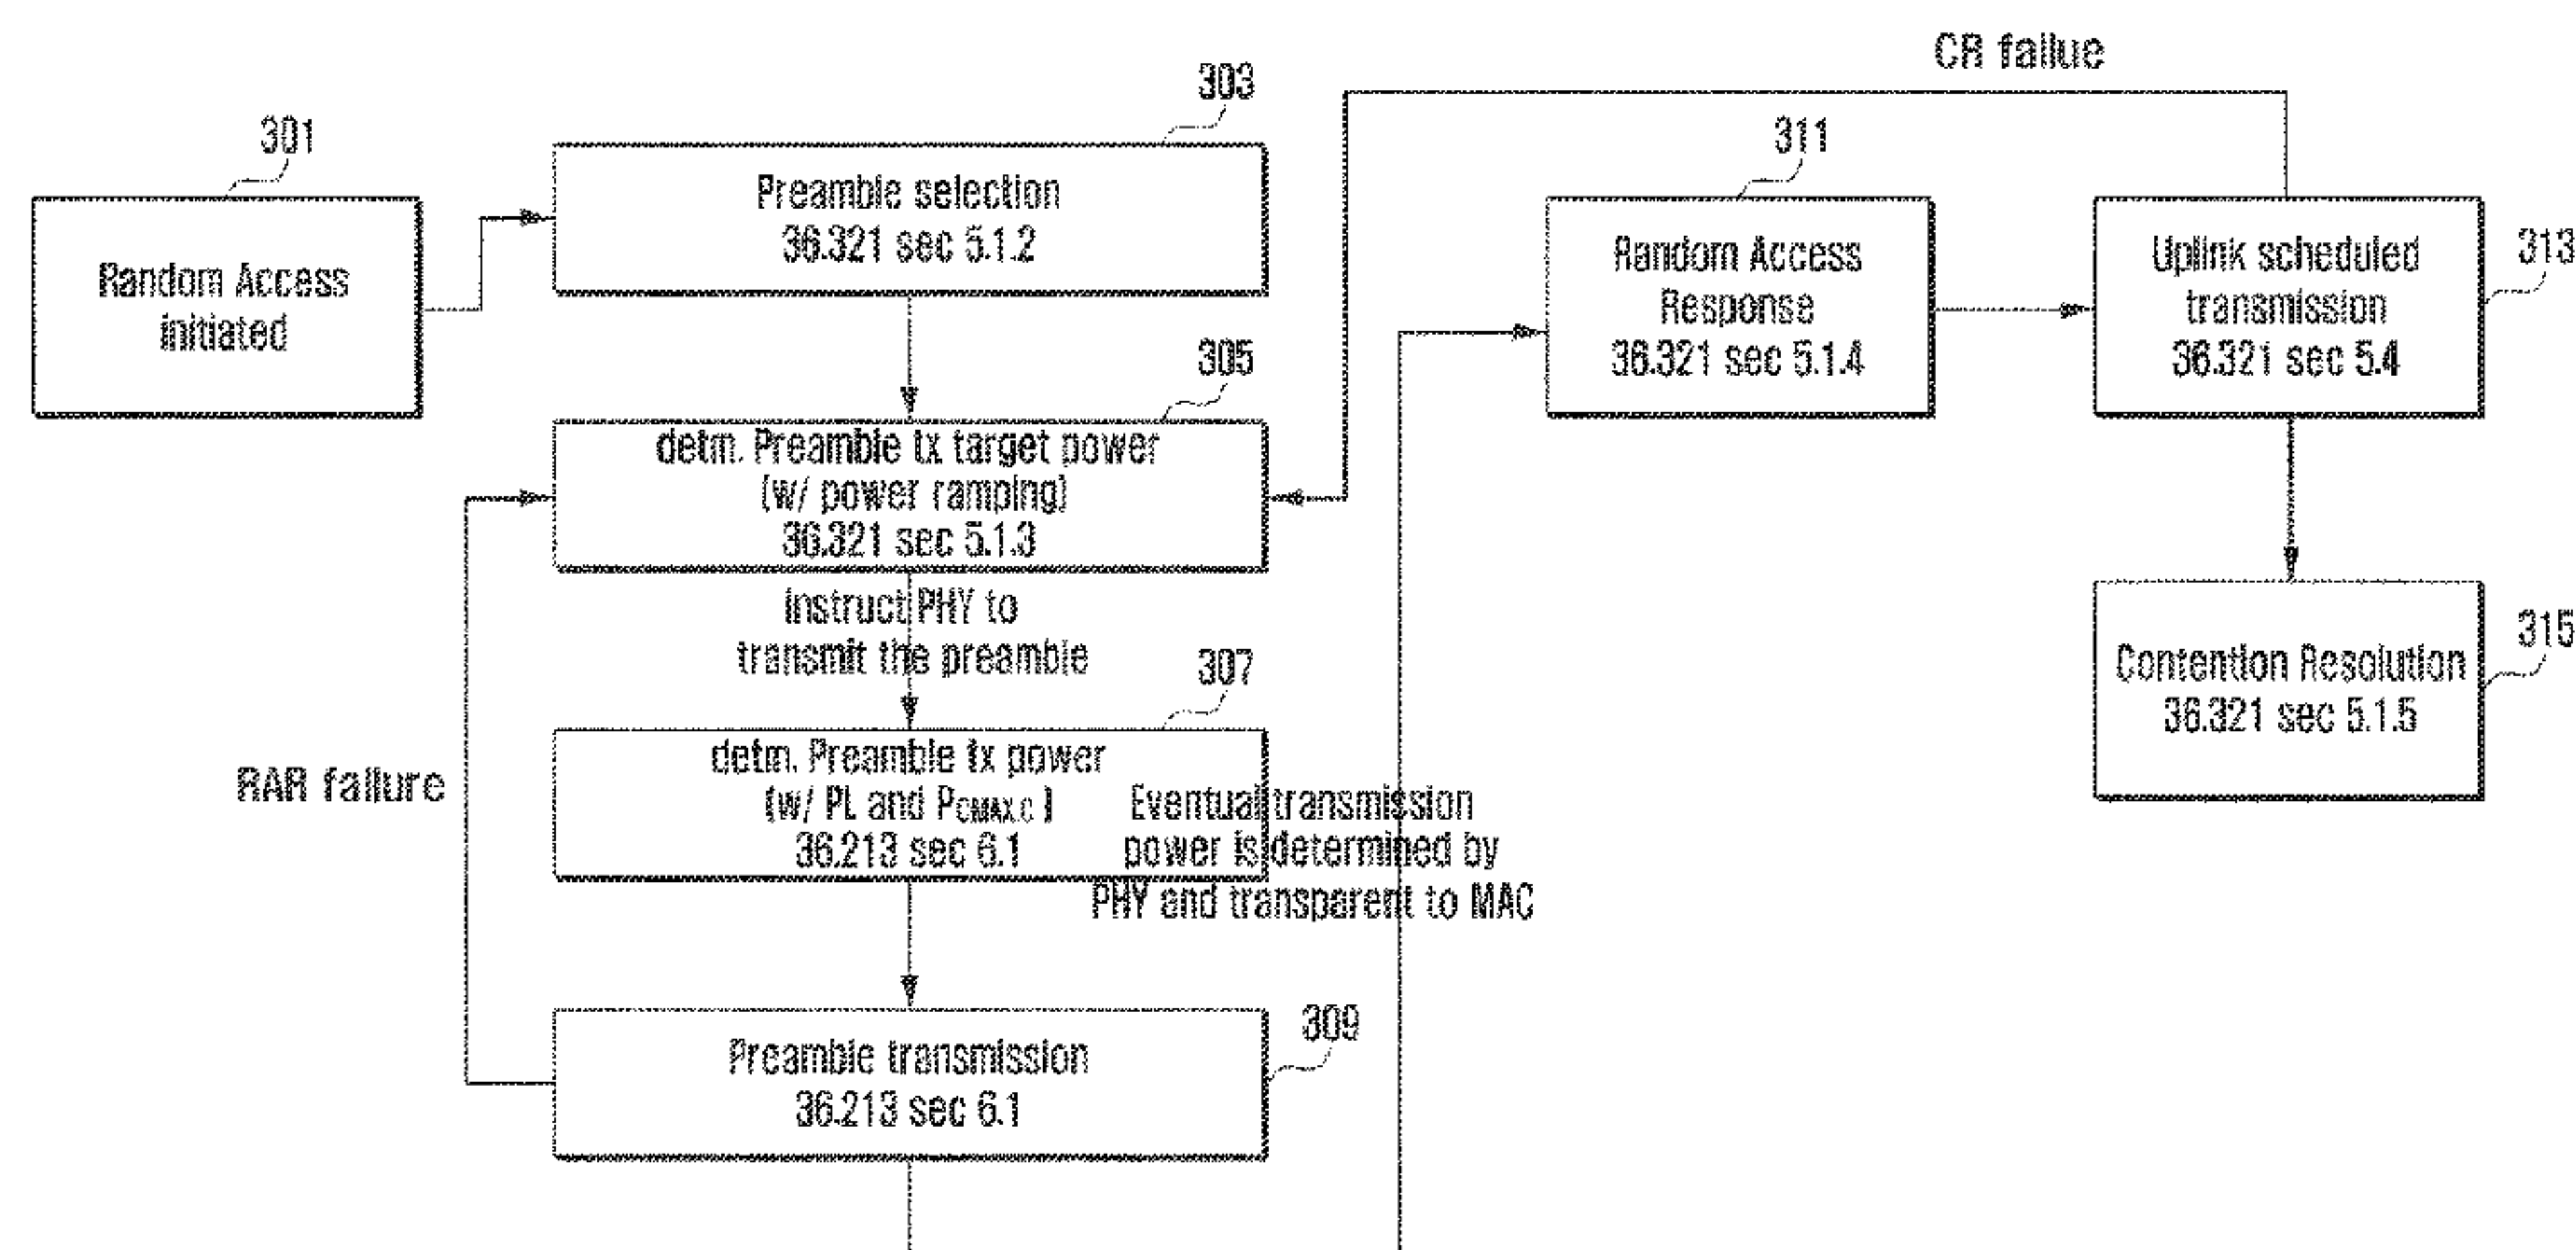 CR failue
303
301
311
Preamble selection
36.321 sec 5.1.2
313
Random Access
initiated
Random Access
Response
36.321 sec 5.1.4
Uplink scheduled
transmission
36.321 sec 5.4
305
detm. Preamble tx target power
(w/ power ramping)
36.321 sec 5.1.3
Instruct PHY to
transmit the preamble
307
315
Contention Resolution
36.321 sec 5.1.5
RAR failure
detm. Preamble tx power
(w/ PL and PCMAX,C )
36.213 sec 6.1
Eventual transmission
power is determined by
PHY and transparent to MAC
309
Preamble transmission
36.213 sec 6.1